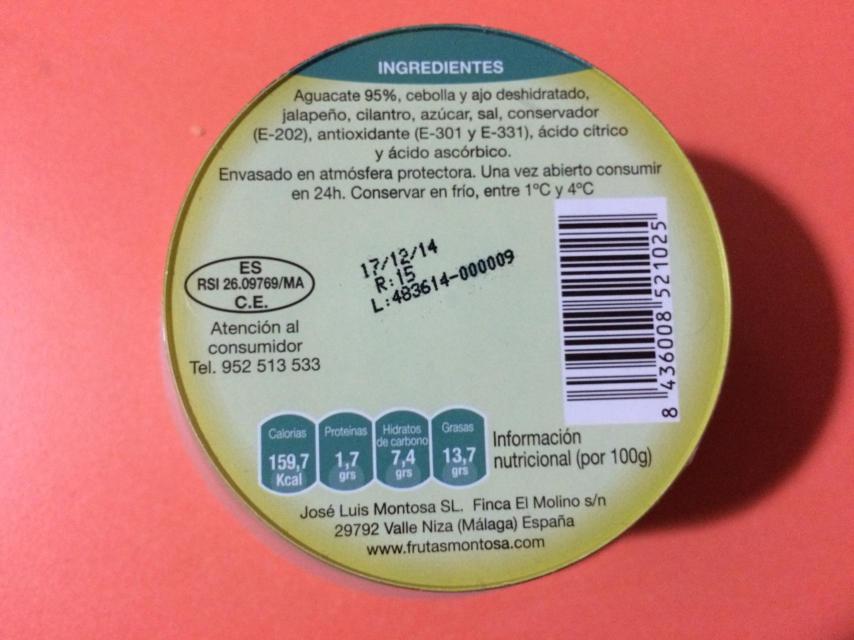 INGREDIENTES
Aguacate 95%, cebolla y ajo deshidratado,
jalapeño, cilantro, azúcar, sal, conservador
(E-202), antioxidante (E-301 y E-331), ácido cítrico
y ácido ascórbico.
Envasado en atmósfera protectora. Una vez abierto consumir
en 24h. Conservar en frío, entre 1ºC y 4ºC
ES
RSI 26.09769/MA
C.E.
Atención al
consumidor
Tel. 952 513 533
17/12/14
R:15
L:483614-000009
8 436008 521025
Calorias
159,7
Kcal
Proteinas
1,7
grs
Hidratos
de carbono
7,4
grs
Grasas
13,7
grs
Información
nutricional (por 100g)
José Luis Montosa SL. Finca El Molino s/n
29792 Valle Niza (Málaga) España
www.frutasmontosa.com